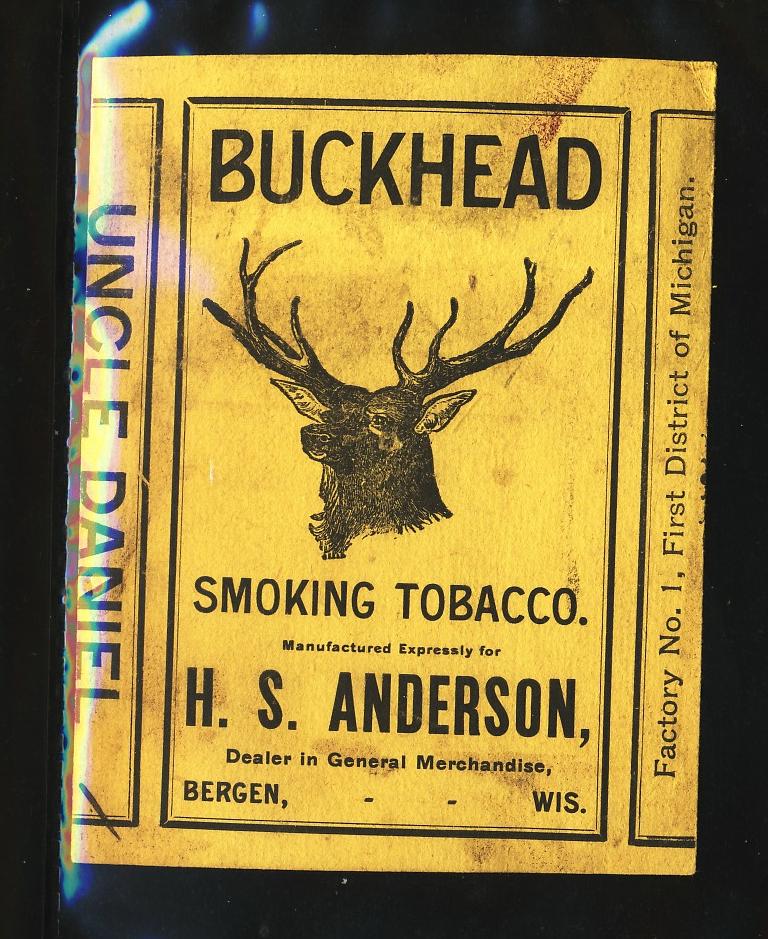 UNCLE DANIEL
BUCKHEAD
SMOKING TOBACCO.
Manufactured Expressly for
H. S. ANDERSON,
Dealer in General Merchandise,
BERGEN, - - WIS.
Factory No. 1, First District of Michigan.